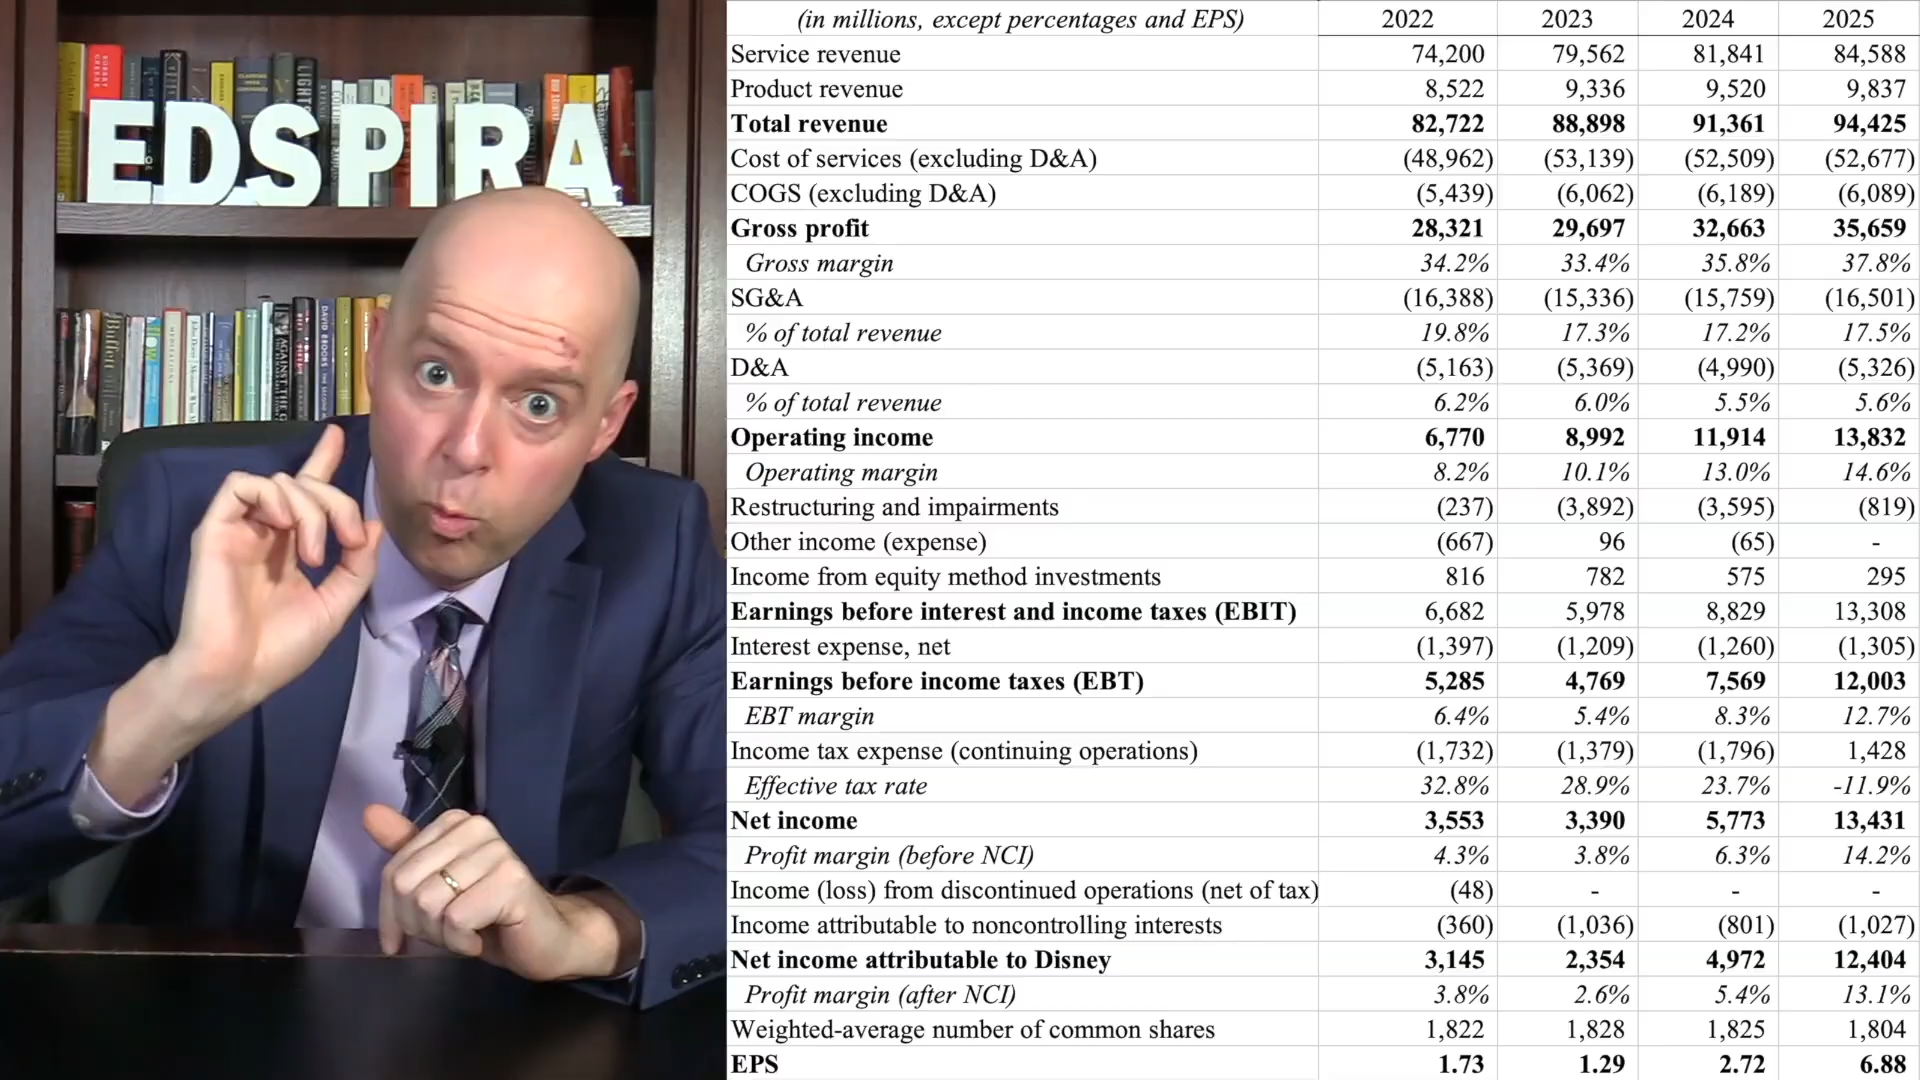 EDSPIRA
(in millions, except percentages and EPS) 2022 2023 2024 2025
Service revenue 74,200 79,562 81,841 84,588
Product revenue 8,522 9,336 9,520 9,837
Total revenue 82,722 88,898 91,361 94,425
Cost of services (excluding D&A) (48,962) (53,139) (52,509) (52,677)
COGS (excluding D&A) (5,439) (6,062) (6,189) (6,089)
Gross profit 28,321 29,697 32,663 35,659
Gross margin 34.2% 33.4% 35.8% 37.8%
SG&A (16,388) (15,336) (15,759) (16,501)
% of total revenue 19.8% 17.3% 17.2% 17.5%
D&A (5,163) (5,369) (4,990) (5,326)
% of total revenue 6.2% 6.0% 5.5% 5.6%
Operating income 6,770 8,992 11,914 13,832
Operating margin 8.2% 10.1% 13.0% 14.6%
Restructuring and impairments (237) (3,892) (3,595) (819)
Other income (expense) (667) 96 (65) -
Income from equity method investments 816 782 575 295
Earnings before interest and income taxes (EBIT) 6,682 5,978 8,829 13,308
Interest expense, net (1,397) (1,209) (1,260) (1,305)
Earnings before income taxes (EBT) 5,285 4,769 7,569 12,003
EBT margin 6.4% 5.4% 8.3% 12.7%
Income tax expense (continuing operations) (1,732) (1,379) (1,796) 1,428
Effective tax rate 32.8% 28.9% 23.7% -11.9%
Net income 3,553 3,390 5,773 13,431
Profit margin (before NCI) 4.3% 3.8% 6.3% 14.2%
Income (loss) from discontinued operations (net of tax) (48) - - -
Income attributable to noncontrolling interests (360) (1,036) (801) (1,027)
Net income attributable to Disney 3,145 2,354 4,972 12,404
Profit margin (after NCI) 3.8% 2.6% 5.4% 13.1%
Weighted-average number of common shares 1,822 1,828 1,825 1,804
EPS 1.73 1.29 2.72 6.88